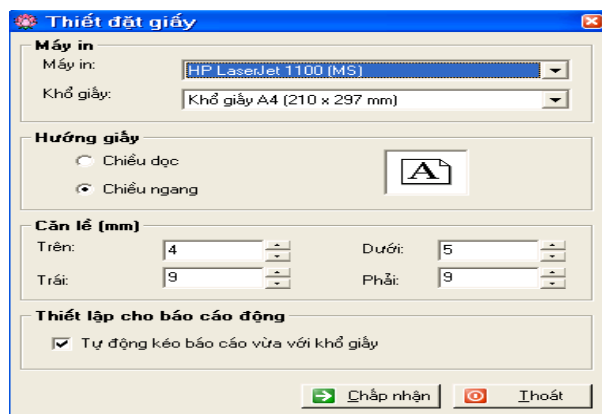 Thiết đặt giấy
Máy in
Máy in: HP LaserJet 1100 (MS)
Khổ giấy: Khổ giấy A4 (210 x 297 mm)
Hướng giấy
Chiều dọc
Chiều ngang
A
Căn lề (mm)
Trên: 4 Dưới: 5
Trái: 9 Phải: 9
Thiết lập cho báo cáo động
Tự động kéo báo cáo vừa với khổ giấy
Chấp nhận Thoát